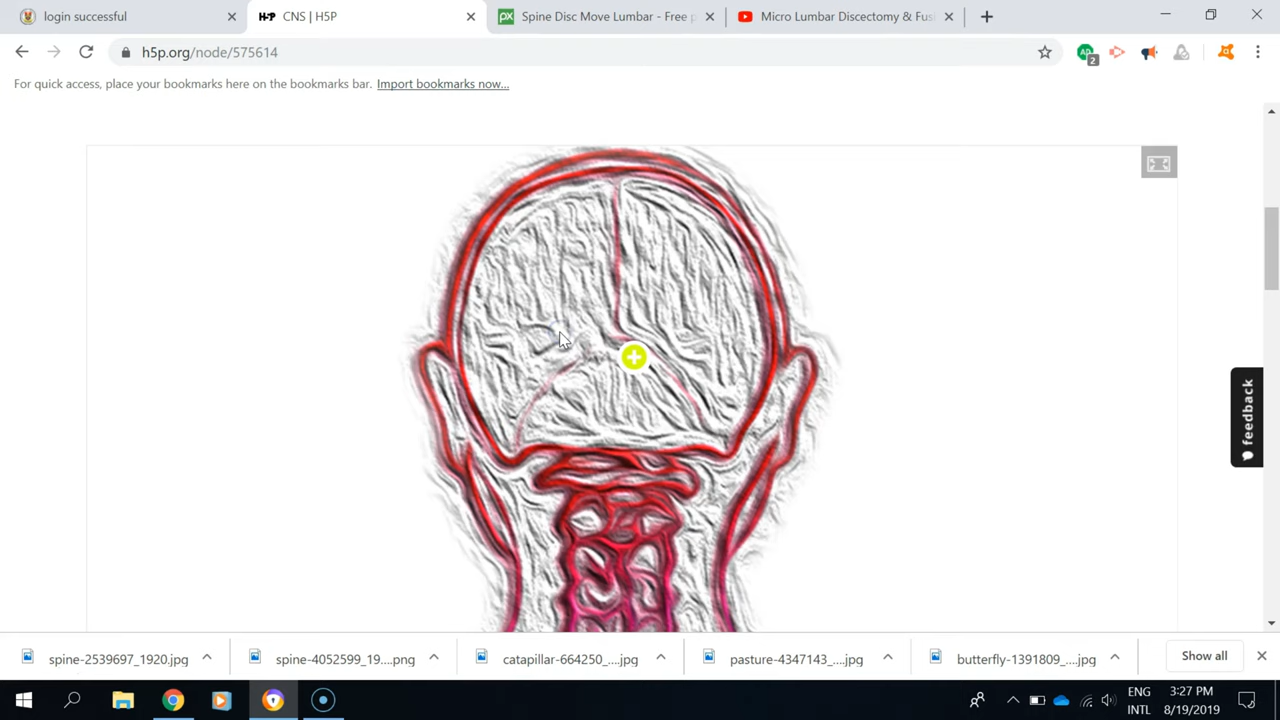 login successful
H-P CNS | H5P
PX Spine Disc Move Lumbar - Free p
Micro Lumbar Discectomy & Fus
h5p.org/node/575614
AD
2
For quick access, place your bookmarks here on the bookmarks bar. Import bookmarks now...
feedback
spine-2539697_1920.jpg
spine-4052599_19....png
catapillar-664250_....jpg
pasture-4347143_....jpg
butterfly-1391809_....jpg
Show all
ENG
INTL
3:27 PM
8/19/2019